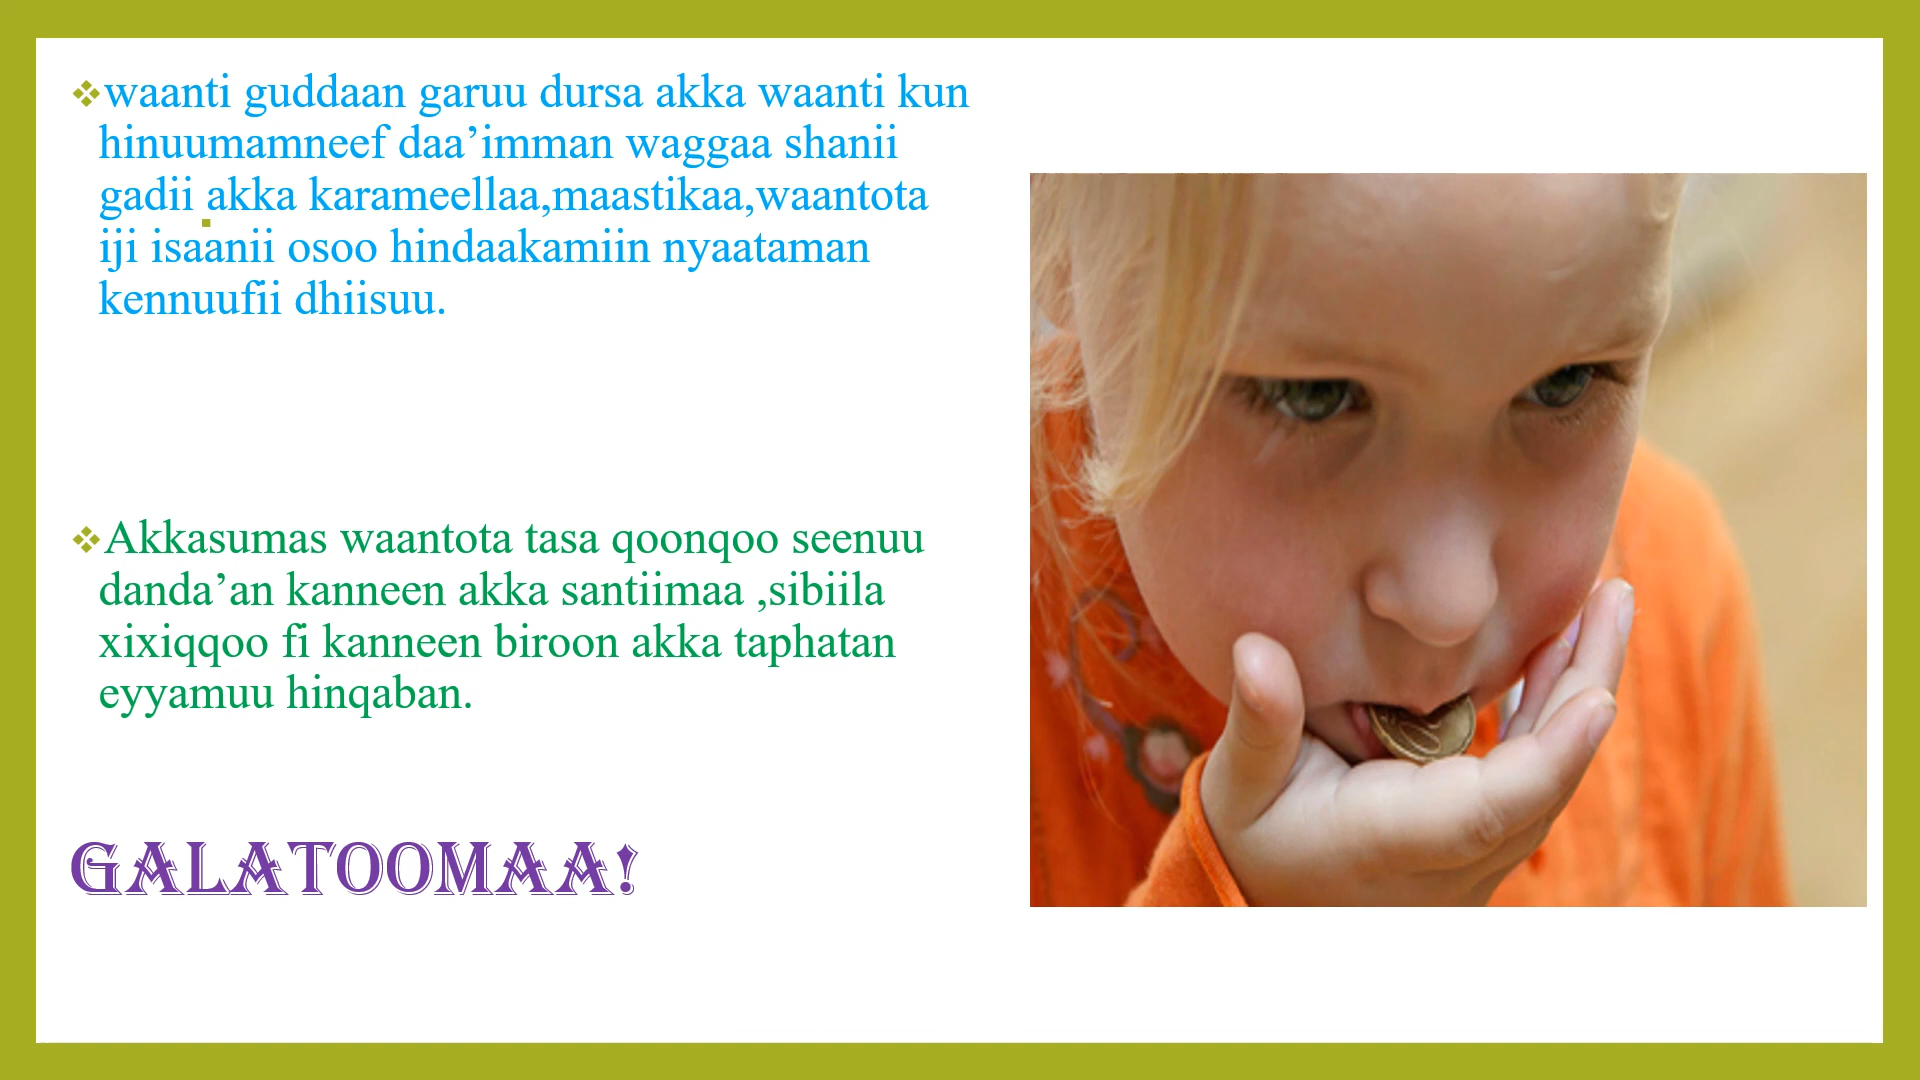 ❖waanti guddaan garuu dursa akka waanti kun
hinuumamneef daa’imman waggaa shanii
gadii akka karameellaa,maastikaa,waantota
iji isaanii osoo hindaakamiin nyaataman
kennuufii dhiisuu.
❖Akkasumas waantota tasa qoonqoo seenuu
danda’an kanneen akka santiimaa ,sibiila
xixiqqoo fi kanneen biroon akka taphatan
eyyamuu hinqaban.
GALATOOMAA!